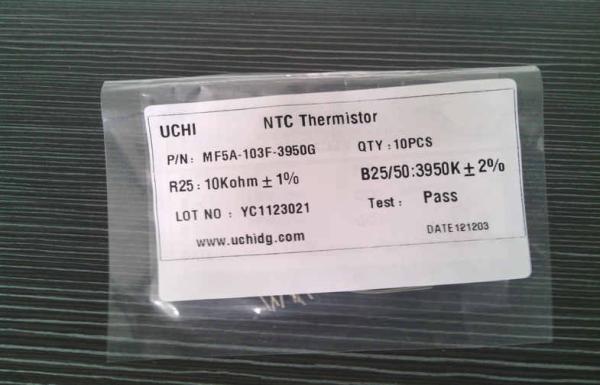 UCHI NTC Thermistor
P/N: MF5A-103F-3950G QTY : 10PCS
R25 : 10Kohm ± 1% B25/50:3950K ± 2%
LOT NO : YC1123021 Test : Pass
www.uchidg.com DATE121203